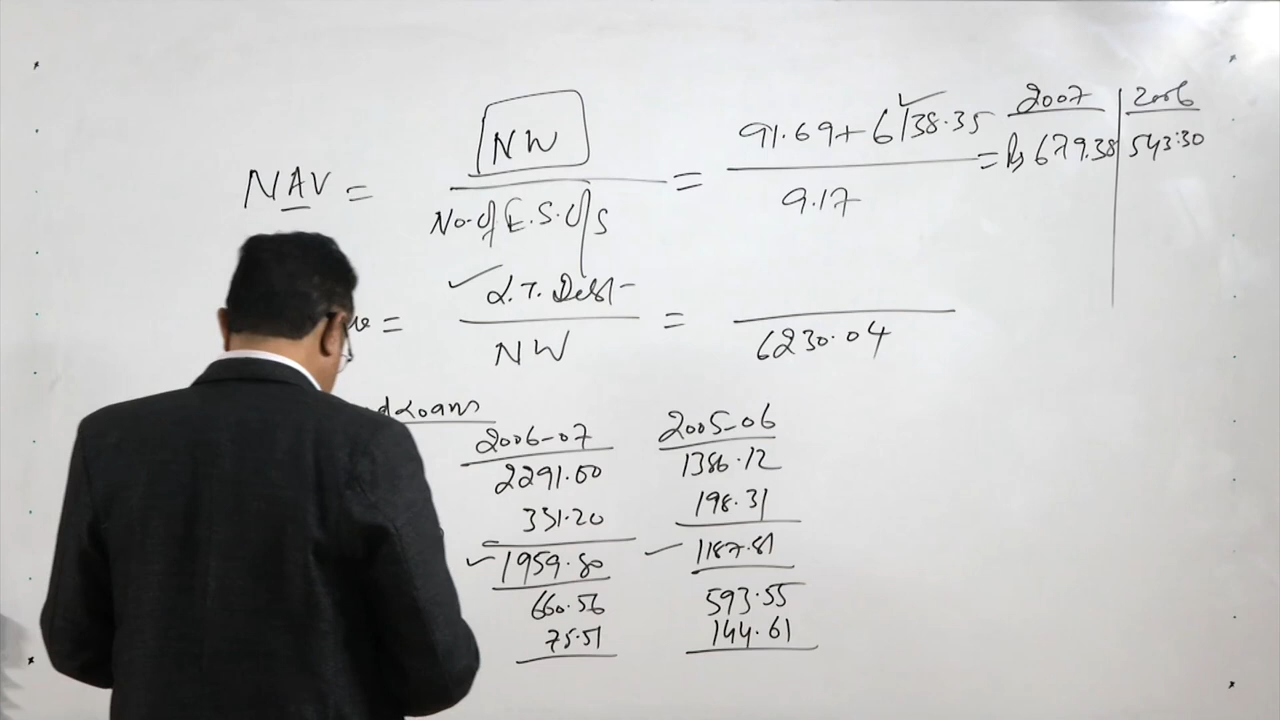 2007 2006
NW 91.69+6138.35
NAV = = = Rs 679.38 543.30
No. of E.S. o/s 9.17
L.T. Debt
= =
NW 6230.04
Loans
2006-07 2005-06
2291.00 1386.12
331.20 198.31
1959.80 1187.81
660.56 593.55
75.51 144.61